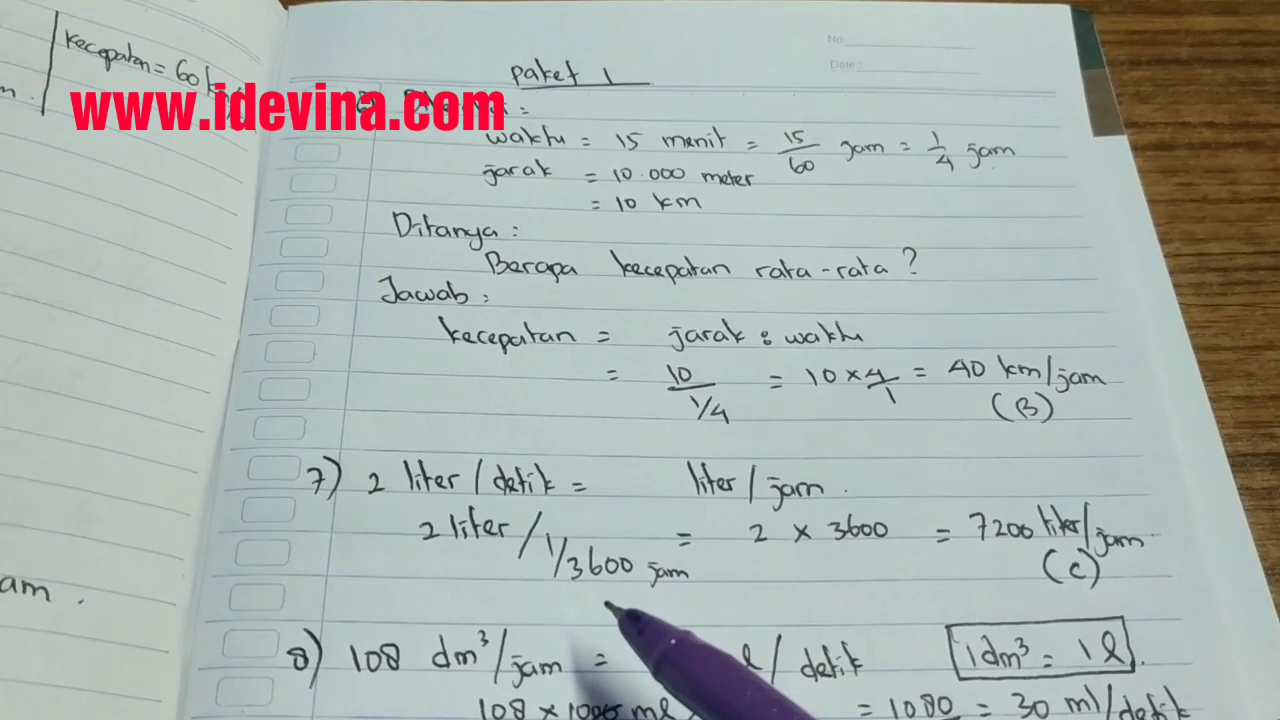 kecepatan = 60
www.idevina.com
am .
No
Date :
Paket 1
waktu = 15 menit = 15/60 jam = 1/4 jam
jarak = 10.000 meter
= 10 km
Ditanya :
Berapa kecepatan rata-rata ?
Jawab :
kecepatan = jarak : waktu
= 10/1/4 = 10 x 4/1 = 40 km/jam
(B)
7) 2 liter / detik = liter / jam .
2 liter / 1/3600 jam = 2 x 3600 = 7200 liter/jam
(C)
8) 108 dm³/jam = l / detik 1 dm³ = 1 l
108 x 1000 ml = 1080 = 30 ml/detik